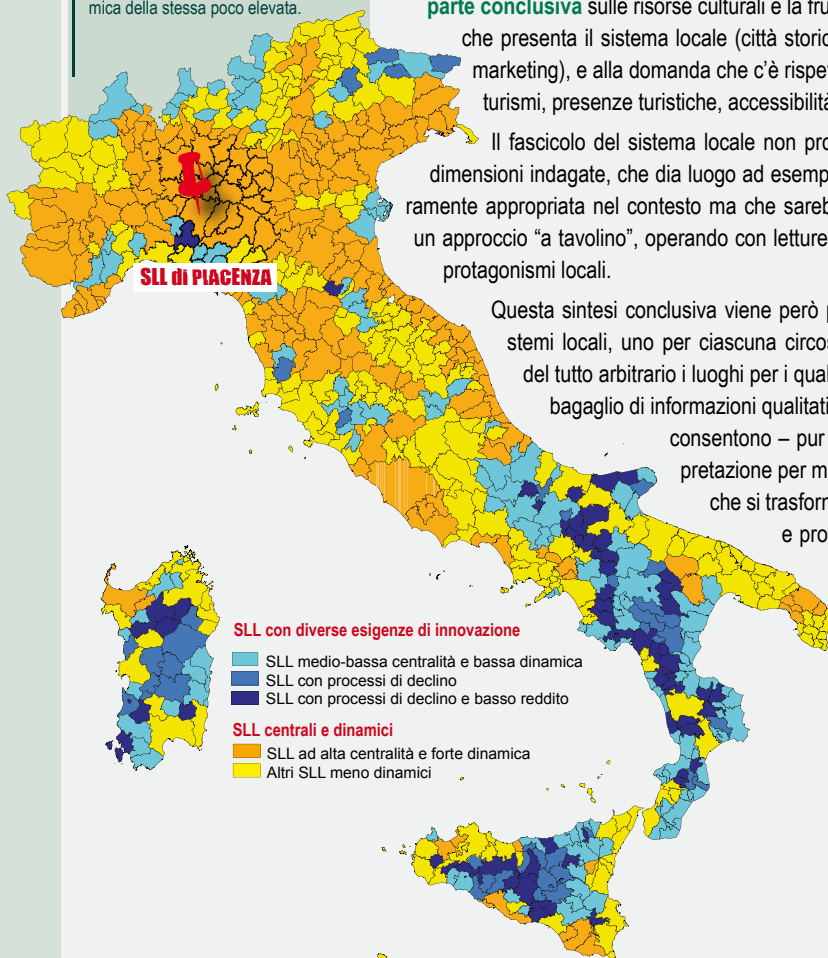 mica della stessa poco elevata.
parte conclusiva sulle risorse culturali e la fru
che presenta il sistema locale (città storic
marketing), e alla domanda che c'è rispet
turismi, presenze turistiche, accessibilità
Il fascicolo del sistema locale non pro
dimensioni indagate, che dia luogo ad esemp
ramente appropriata nel contesto ma che sareb
un approccio “a tavolino”, operando con letture
protagonismi locali.
Questa sintesi conclusiva viene però p
stemi locali, uno per ciascuna circos
del tutto arbitrario i luoghi per i qual
bagaglio di informazioni qualitati
consentono – pur
pretazione per m
che si trasforn
e pro
SLL di PIACENZA
SLL con diverse esigenze di innovazione
SLL medio-bassa centralità e bassa dinamica
SLL con processi di declino
SLL con processi di declino e basso reddito
SLL centrali e dinamici
SLL ad alta centralità e forte dinamica
Altri SLL meno dinamici